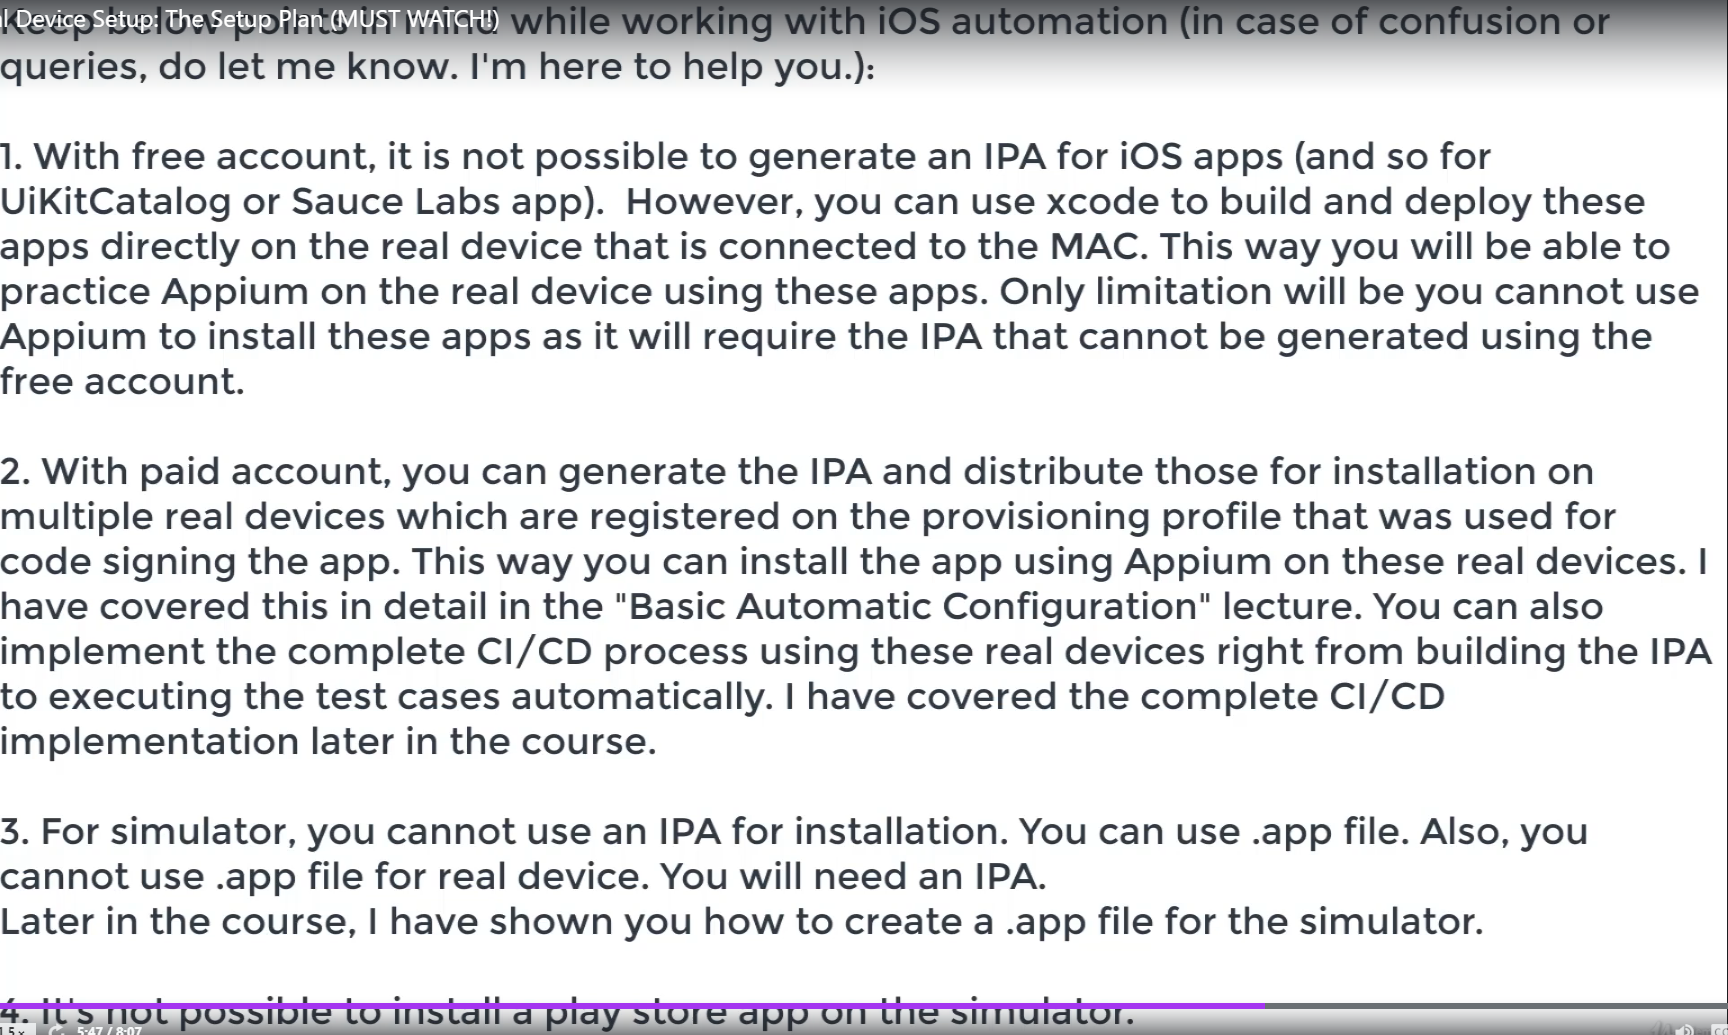 l Device Setup: The Setup Plan (MUST WATCH!)
Keep below points in mind while working with iOS automation (in case of confusion or
queries, do let me know. I'm here to help you.):
1. With free account, it is not possible to generate an IPA for iOS apps (and so for
UiKitCatalog or Sauce Labs app).  However, you can use xcode to build and deploy these
apps directly on the real device that is connected to the MAC. This way you will be able to
practice Appium on the real device using these apps. Only limitation will be you cannot use
Appium to install these apps as it will require the IPA that cannot be generated using the
free account.
2. With paid account, you can generate the IPA and distribute those for installation on
multiple real devices which are registered on the provisioning profile that was used for
code signing the app. This way you can install the app using Appium on these real devices. I
have covered this in detail in the "Basic Automatic Configuration" lecture. You can also
implement the complete CI/CD process using these real devices right from building the IPA
to executing the test cases automatically. I have covered the complete CI/CD
implementation later in the course.
3. For simulator, you cannot use an IPA for installation. You can use .app file. Also, you
cannot use .app file for real device. You will need an IPA.
Later in the course, I have shown you how to create a .app file for the simulator.
4. It's not possible to install a play store app on the simulator.
1.5x 5:47 / 8:07